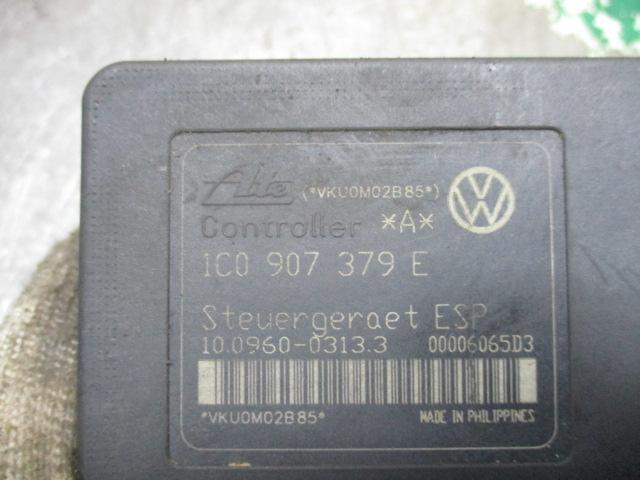 Ate (*VKU0M02B85*)
Controller *A*
1C0 907 379 E
Steuergeraet ESP
10.0960-0313.3 00006065D3
*VKU0M02B85* MADE IN PHILIPPINES